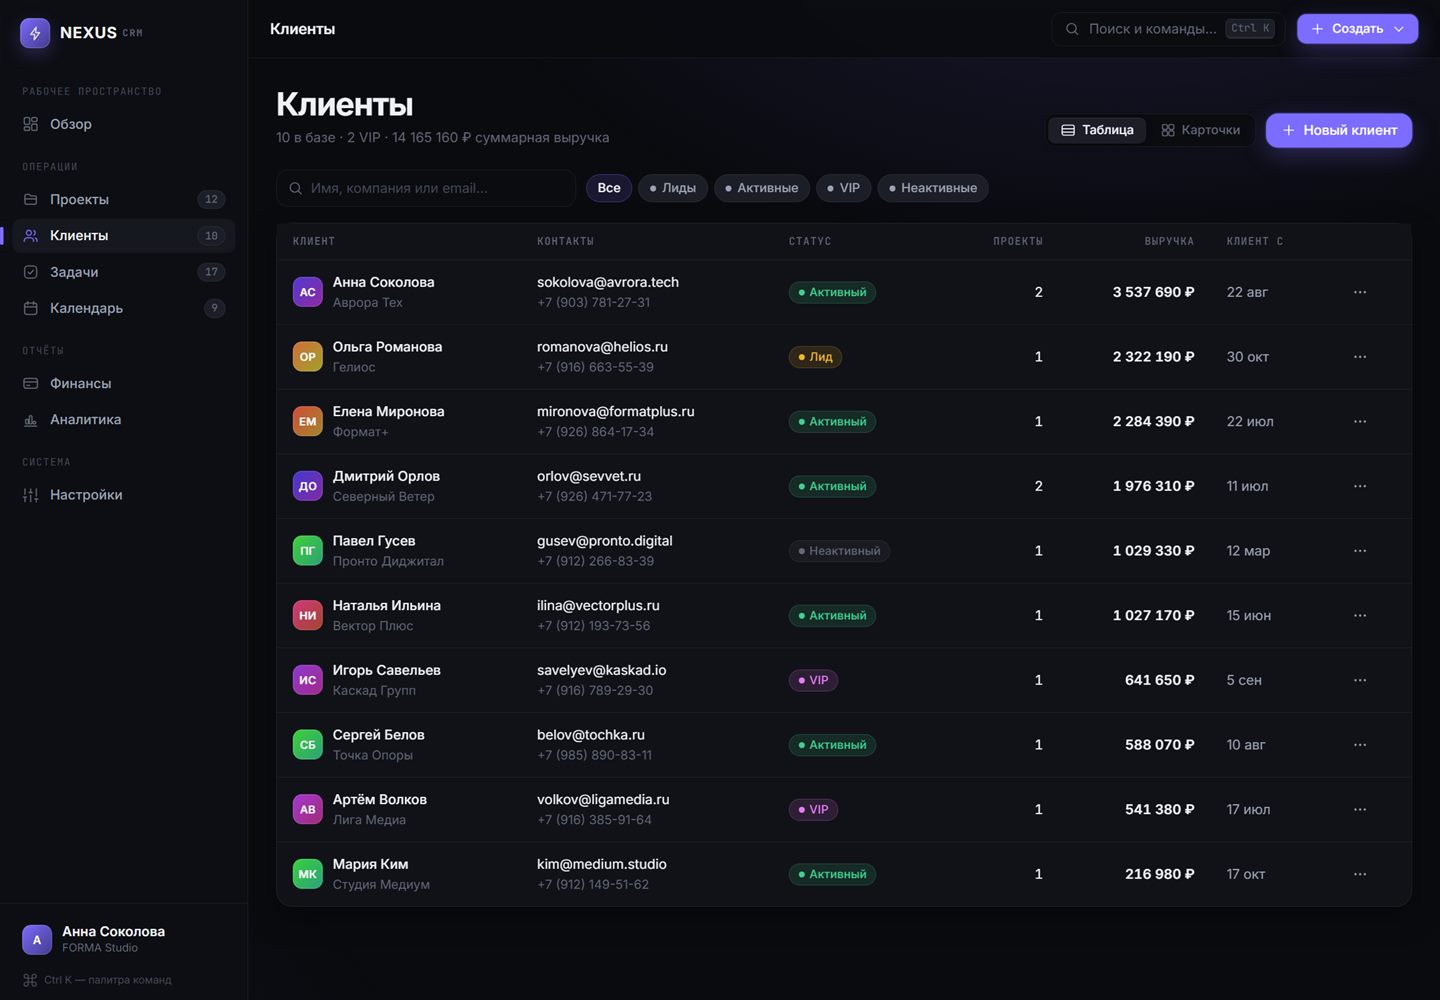 NEXUS CRM
РАБОЧЕЕ ПРОСТРАНСТВО
Обзор
ОПЕРАЦИИ
Проекты 12
Клиенты 10
Задачи 17
Календарь 9
ОТЧЁТЫ
Финансы
Аналитика
СИСТЕМА
Настройки
А Анна Соколова
FORMA Studio
Ctrl K — палитра команд
Клиенты
Поиск и команды... Ctrl K
Создать
Клиенты
10 в базе · 2 VIP · 14 165 160 ₽ суммарная выручка
Таблица Карточки
Новый клиент
Имя, компания или email...
Все Лиды Активные VIP Неактивные
КЛИЕНТ КОНТАКТЫ СТАТУС ПРОЕКТЫ ВЫРУЧКА КЛИЕНТ С
АС Анна Соколова sokolova@avrora.tech Активный 2 3 537 690 ₽ 22 авг
Аврора Тех +7 (903) 781-27-31
ОР Ольга Романова romanova@helios.ru Лид 1 2 322 190 ₽ 30 окт
Гелиос +7 (916) 663-55-39
ЕМ Елена Миронова mironova@formatplus.ru Активный 1 2 284 390 ₽ 22 июл
Формат+ +7 (926) 864-17-34
ДО Дмитрий Орлов orlov@sevvet.ru Активный 2 1 976 310 ₽ 11 июл
Северный Ветер +7 (926) 471-77-23
ПГ Павел Гусев gusev@pronto.digital Неактивный 1 1 029 330 ₽ 12 мар
Пронто Диджитал +7 (912) 266-83-39
НИ Наталья Ильина ilina@vectorplus.ru Активный 1 1 027 170 ₽ 15 июн
Вектор Плюс +7 (912) 193-73-56
ИС Игорь Савельев savelyev@kaskad.io VIP 1 641 650 ₽ 5 сен
Каскад Групп +7 (916) 789-29-30
СБ Сергей Белов belov@tochka.ru Активный 1 588 070 ₽ 10 авг
Точка Опоры +7 (985) 890-83-11
АВ Артём Волков volkov@ligamedia.ru VIP 1 541 380 ₽ 17 июл
Лига Медиа +7 (916) 385-91-64
МК Мария Ким kim@medium.studio Активный 1 216 980 ₽ 17 окт
Студия Медиум +7 (912) 149-51-62